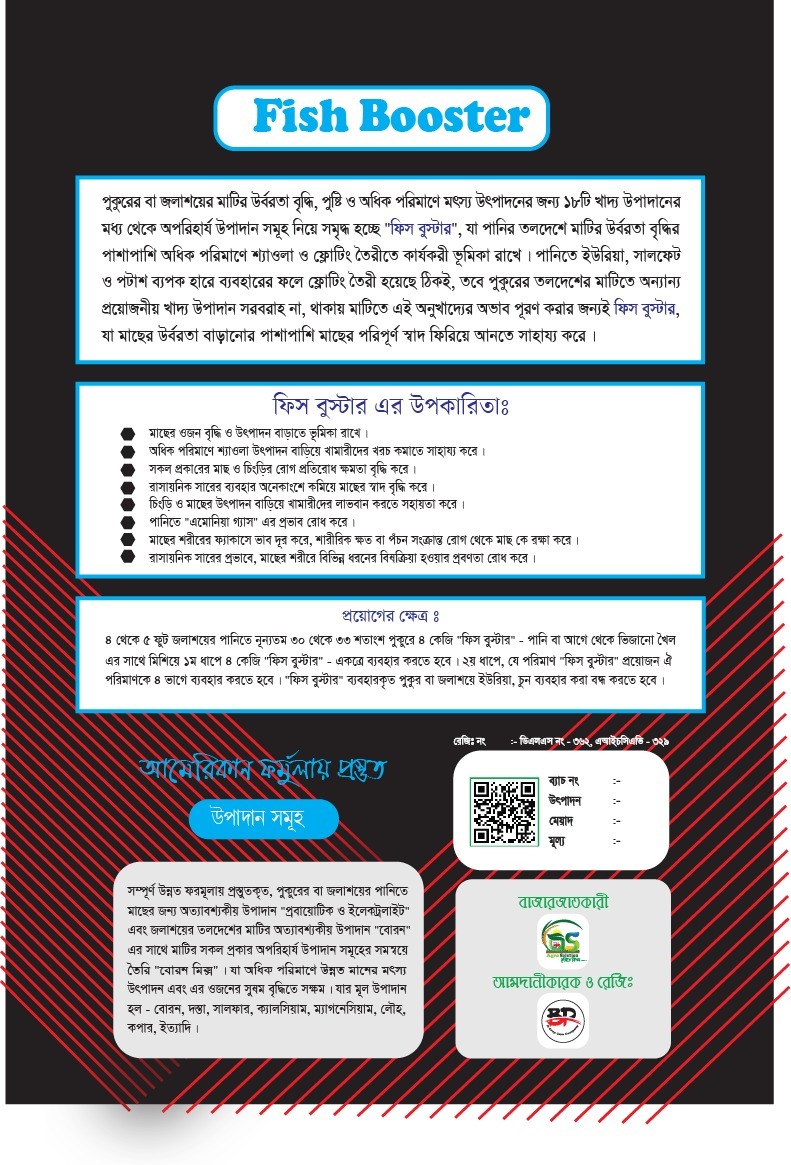 Fish Booster
পুকুরের বা জলাশয়ের মাটির উর্বরতা বৃদ্ধি, পুষ্টি ও অধিক পরিমাণে মৎস্য উৎপাদনের জন্য ১৮টি খাদ্য উপাদানের
মধ্য থেকে অপরিহার্য উপাদান সমূহ নিয়ে সমৃদ্ধ হচ্ছে "ফিস বুস্টার", যা পানির তলদেশে মাটির উর্বরতা বৃদ্ধির
পাশাপাশি অধিক পরিমাণে শ্যাওলা ও ফ্লোটিং তৈরীতে কার্যকরী ভূমিকা রাখে। পানিতে ইউরিয়া, সালফেট
ও পটাশ ব্যপক হারে ব্যবহারের ফলে ফ্লোটিং তৈরী হয়েছে ঠিকই, তবে পুকুরের তলদেশের মাটিতে অন্যান্য
প্রয়োজনীয় খাদ্য উপাদান সরবরাহ না, থাকায় মাটিতে এই অনুখাদ্যের অভাব পূরণ করার জন্যই ফিস বুস্টার,
যা মাছের উর্বরতা বাড়ানোর পাশাপাশি মাছের পরিপূর্ণ স্বাদ ফিরিয়ে আনতে সাহায্য করে।
ফিস বুস্টার এর উপকারিতাঃ
মাছের ওজন বৃদ্ধি ও উৎপাদন বাড়াতে ভূমিকা রাখে।
অধিক পরিমাণে শ্যাওলা উৎপাদন বাড়িয়ে খামারীদের খরচ কমাতে সাহায্য করে।
সকল প্রকারের মাছ ও চিংড়ির রোগ প্রতিরোধ ক্ষমতা বৃদ্ধি করে।
রাসায়নিক সারের ব্যবহার অনেকাংশে কমিয়ে মাছের স্বাদ বৃদ্ধি করে।
চিংড়ি ও মাছের উৎপাদন বাড়িয়ে খামারীদের লাভবান করতে সহায়তা করে।
পানিতে "এমোনিয়া গ্যাস" এর প্রভাব রোধ করে।
মাছের শরীরের ফ্যাকাসে ভাব দূর করে, শারীরিক ক্ষত বা পঁচন সংক্রান্ত রোগ থেকে মাছ কে রক্ষা করে।
রাসায়নিক সারের প্রভাবে, মাছের শরীরে বিভিন্ন ধরনের বিষক্রিয়া হওয়ার প্রবণতা রোধ করে।
প্রয়োগের ক্ষেত্র ঃ
৪ থেকে ৫ ফুট জলাশয়ের পানিতে নূন্যতম ৩০ থেকে ৩৩ শতাংশ পুকুরে ৪ কেজি "ফিস বুস্টার" - পানি বা আগে থেকে ভিজানো খৈল
এর সাথে মিশিয়ে ১ম ধাপে ৪ কেজি "ফিস বুস্টার" - একত্রে ব্যবহার করতে হবে। ২য় ধাপে, যে পরিমাণ "ফিস বুস্টার" প্রয়োজন ঐ
পরিমাণকে ৪ ভাগে ব্যবহার করতে হবে। "ফিস বুস্টার" ব্যবহারকৃত পুকুর বা জলাশয়ে ইউরিয়া, চুন ব্যবহার করা বন্ধ করতে হবে।
রেজিঃ নং :- ডিএলএস নং - ৩৬২, এআইচসিএভি - ৩২৯
আমেরিকান ফর্মুলায় প্রস্তুত
উপাদান সমূহ
ব্যাচ নং :-
উৎপাদন :-
মেয়াদ :-
মূল্য :-
সম্পূর্ণ উন্নত ফরমূলায় প্রস্তুতকৃত, পুকুরের বা জলাশয়ের পানিতে
মাছের জন্য অত্যাবশ্যকীয় উপাদান "প্রবায়োটিক ও ইলেকট্রলাইট"
এবং জলাশয়ের তলদেশের মাটির অত্যাবশ্যকীয় উপাদান "বোরন"
এর সাথে মাটির সকল প্রকার অপরিহার্য উপাদান সমূহের সমন্বয়ে
তৈরি "বোরন্স মিক্স"। যা অধিক পরিমাণে উন্নত মানের মৎস্য
উৎপাদন এবং এর ওজনের সুষম বৃদ্ধিতে সক্ষম। যার মূল উপাদান
হল - বোরন, দস্তা, সালফার, ক্যালসিয়াম, ম্যাগনেসিয়াম, লৌহ,
কপার, ইত্যাদি।
বাজারজাতকারী
আমদানীকারক ও রেজিঃ